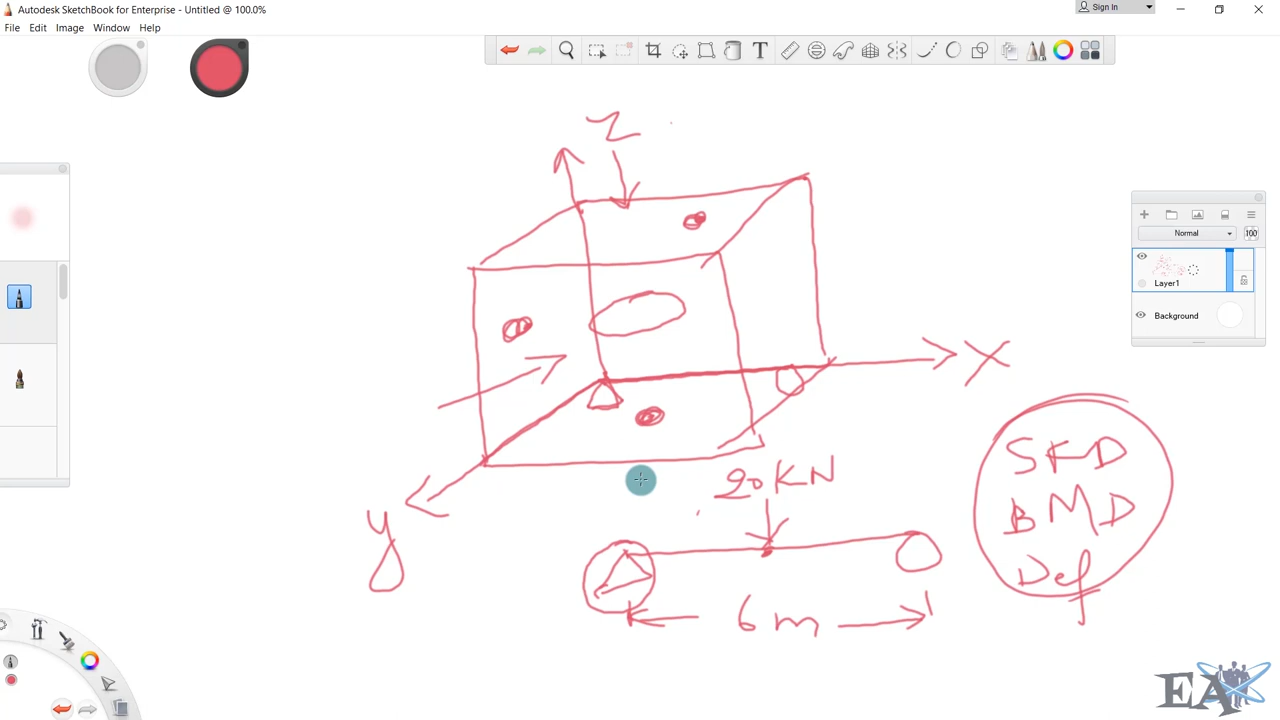 Autodesk SketchBook for Enterprise - Untitled @ 100.0%
Sign In
File Edit Image Window Help
T
Z
Normal 100
Layer1
Background
X
SFD
BMD
Def
20 KN
y
6 m
EA